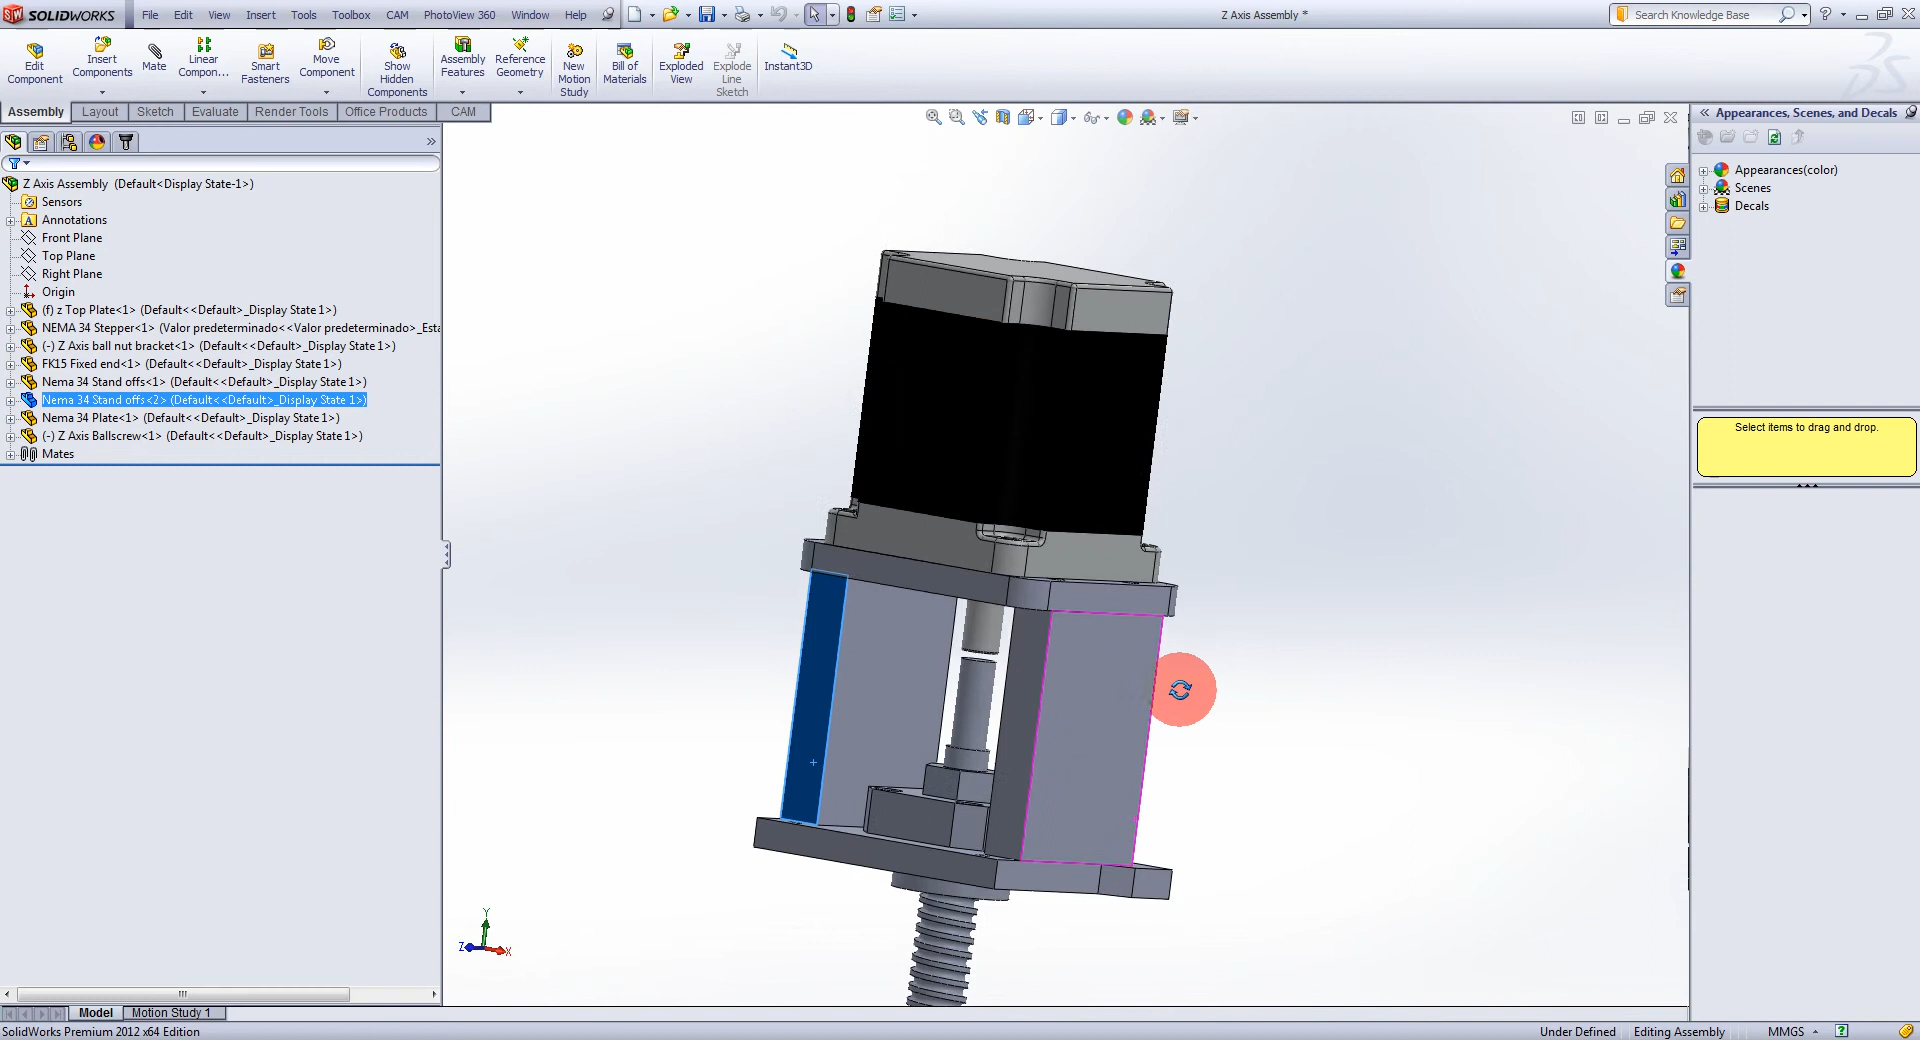 SW SOLIDWORKS File Edit View Insert Tools Toolbox CAM PhotoView 360 Window Help Z Axis Assembly * Search Knowledge Base ?
Edit Component
Insert Components
Mate
Linear Compon...
Smart Fasteners
Move Component
Show Hidden Components
Assembly Features
Reference Geometry
New Motion Study
Bill of Materials
Exploded View
Explode Line Sketch
Instant3D
Assembly Layout Sketch Evaluate Render Tools Office Products CAM
Appearances, Scenes, and Decals
Z Axis Assembly (Default<Display State-1>)
Sensors
Annotations
Front Plane
Top Plane
Right Plane
Origin
(f) z Top Plate<1> (Default<<Default>_Display State 1>)
NEMA 34 Stepper<1> (Valor predeterminado<<Valor predeterminado>_Esta
(-) Z Axis ball nut bracket<1> (Default<<Default>_Display State 1>)
FK15 Fixed end<1> (Default<<Default>_Display State 1>)
Nema 34 Stand offs<1> (Default<<Default>_Display State 1>)
Nema 34 Stand offs<2> (Default<<Default>_Display State 1>)
Nema 34 Plate<1> (Default<<Default>_Display State 1>)
(-) Z Axis Ballscrew<1> (Default<<Default>_Display State 1>)
Mates
Appearances(color)
Scenes
Decals
Select items to drag and drop.
Y
Z X
Model Motion Study 1
SolidWorks Premium 2012 x64 Edition Under Defined Editing Assembly MMGS ?